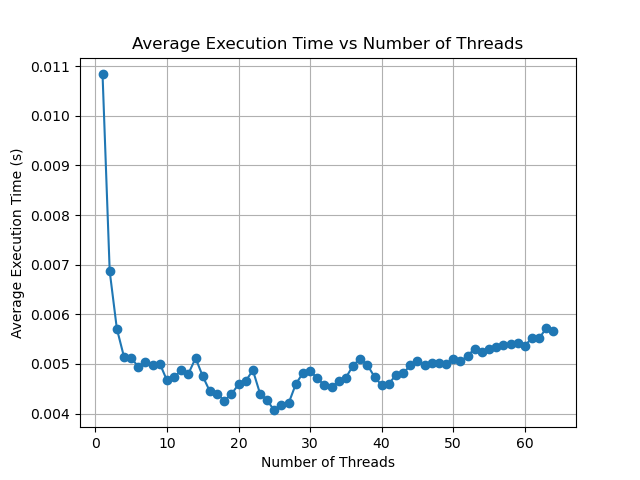 Average Execution Time vs Number of Threads
0.011
0.010
0.009
0.008
0.007
0.006
0.005
0.004
Average Execution Time (s)
0 10 20 30 40 50 60
Number of Threads